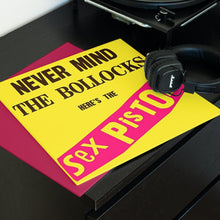 NEVER MIND
THE BOLLOCKS
HERE'S THE
Sex PiSTO